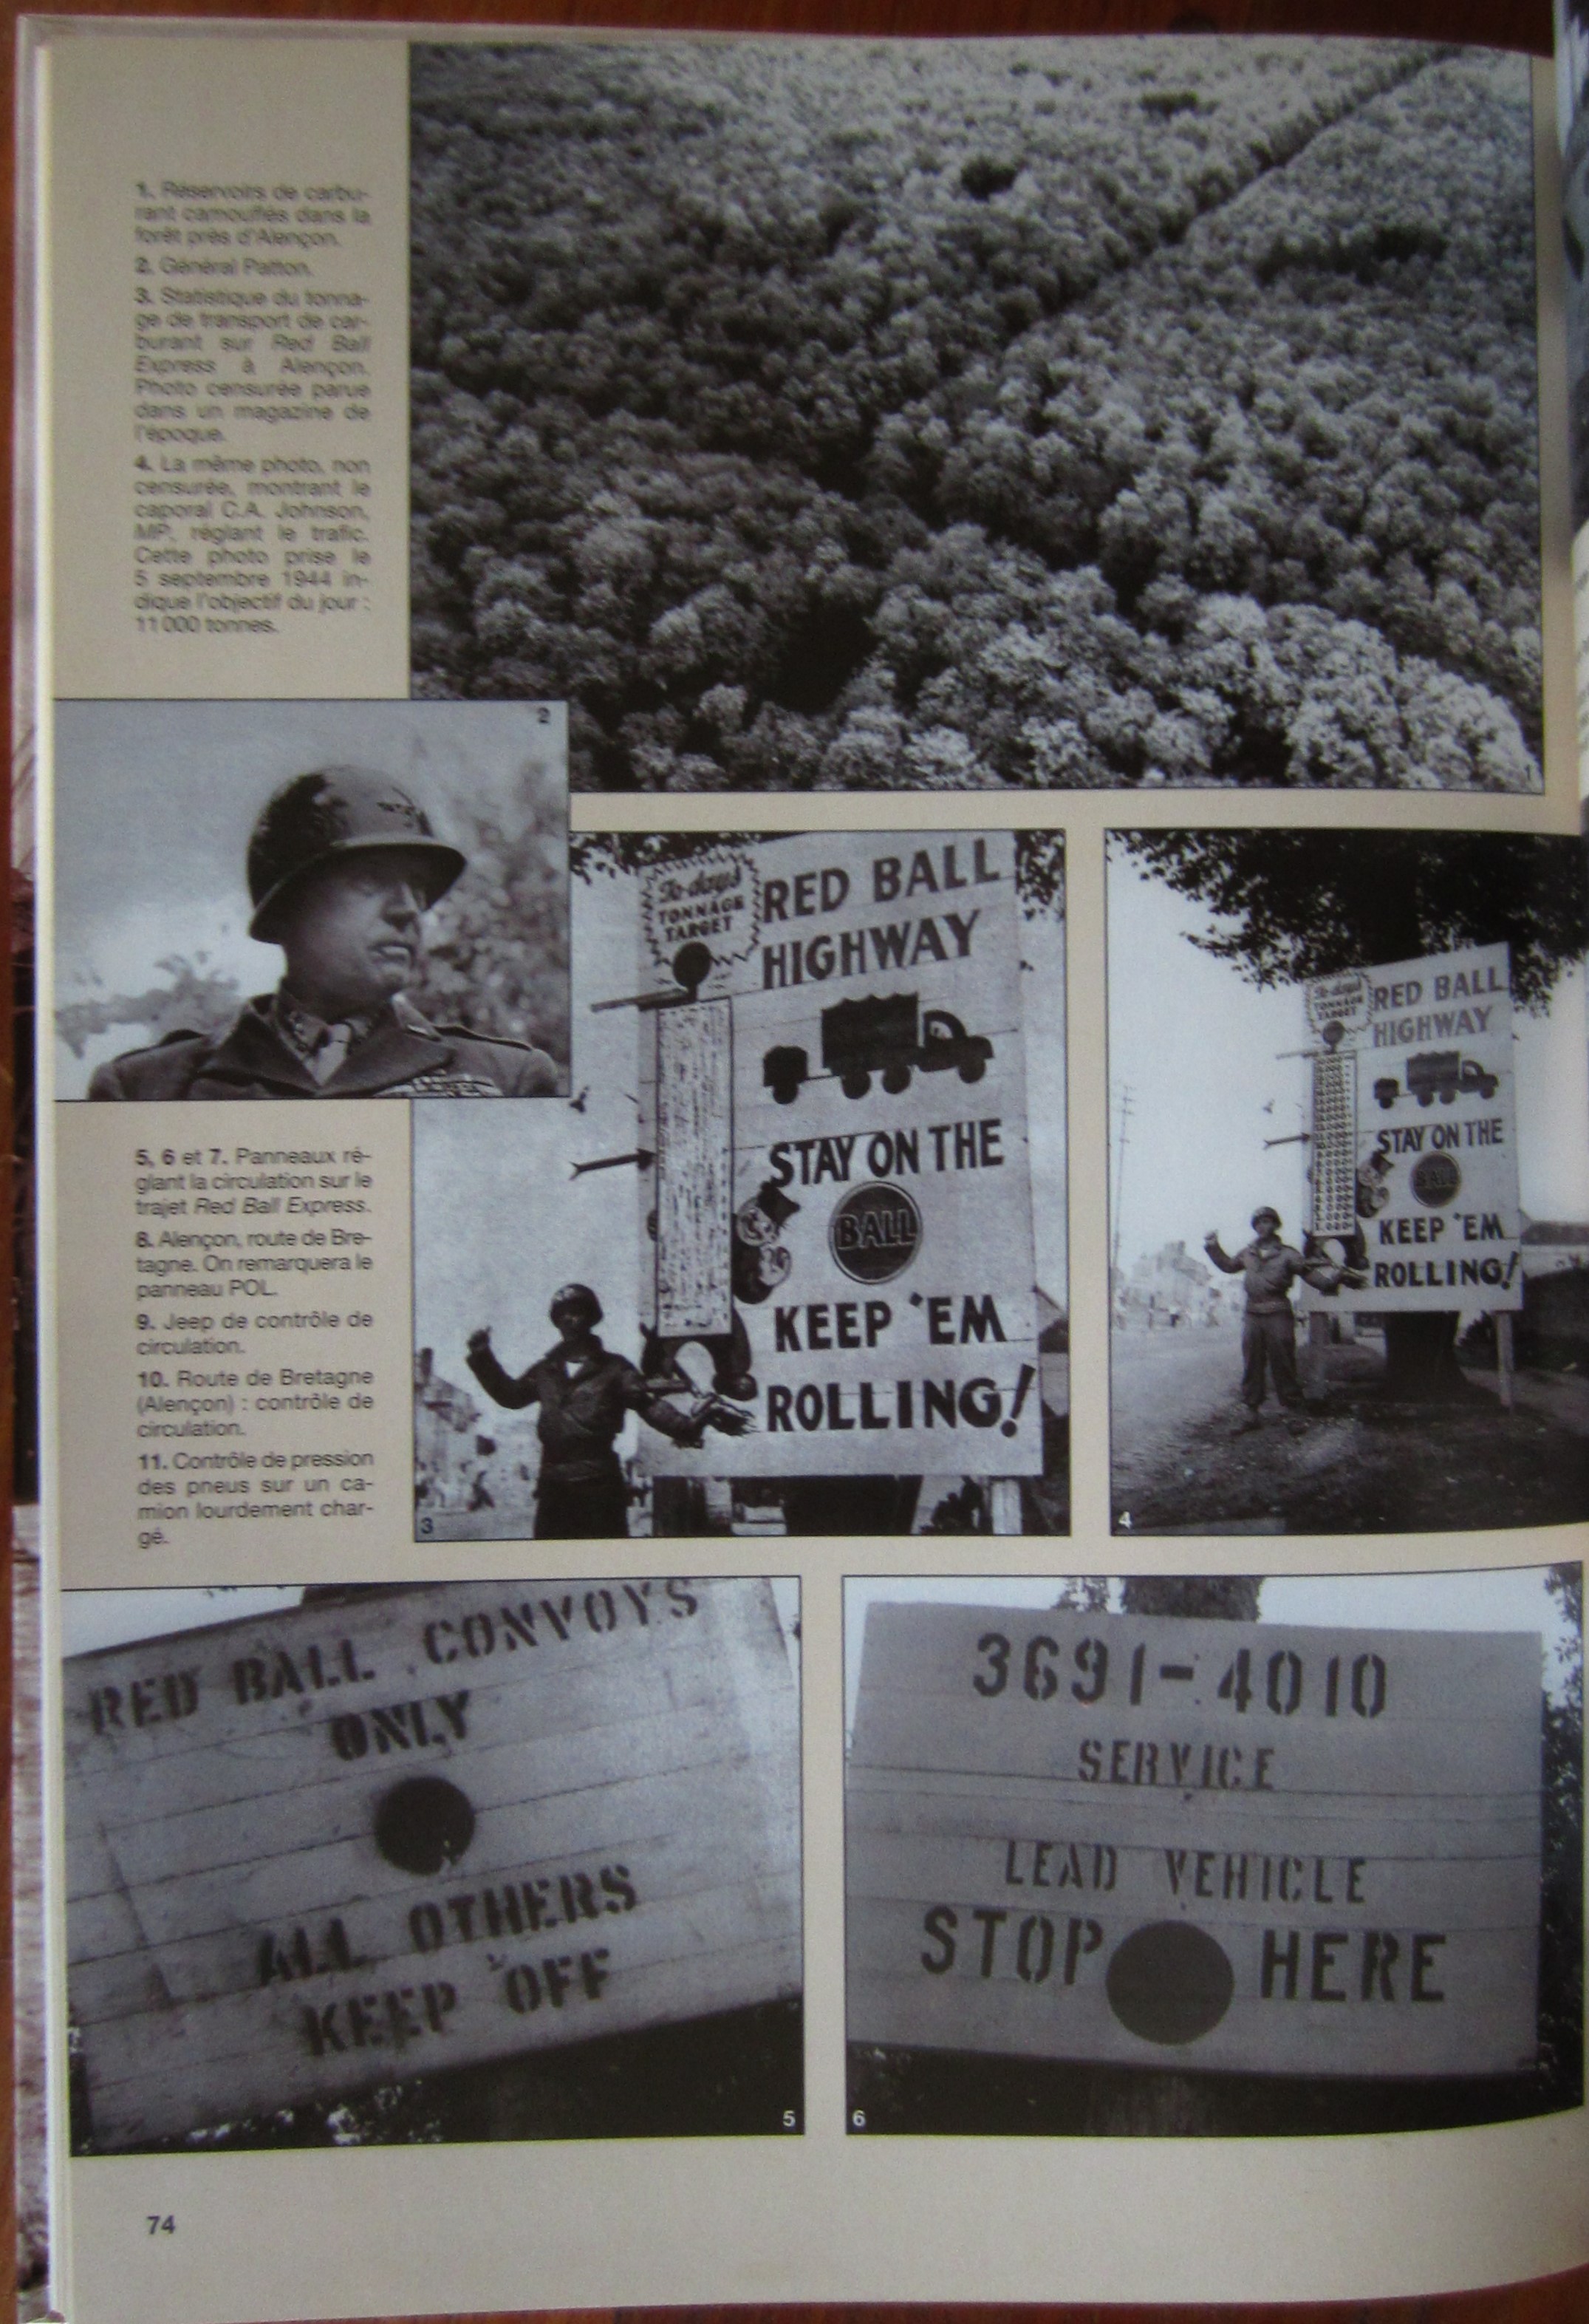 1. Réservoirs de carbu-
rant camouflés dans la
forêt près d'Alençon.
2. Général Patton.
3. Statistique du tonna-
ge de transport de car-
burant sur Red Ball
Express à Alençon.
Photo censurée parue
dans un magazine de
l'époque.
4. La même photo, non
censurée, montrant le
caporal C.A. Johnson,
MP, réglant le trafic.
Cette photo prise le
5 septembre 1944 in-
dique l'objectif du jour :
11 000 tonnes.
1
2
5, 6 et 7. Panneaux ré-
glant la circulation sur le
trajet Red Ball Express.
8. Alençon, route de Bre-
tagne. On remarquera le
panneau POL.
9. Jeep de contrôle de
circulation.
10. Route de Bretagne
(Alençon) : contrôle de
circulation.
11. Contrôle de pression
des pneus sur un ca-
mion lourdement char-
gé.
To-days
TONNAGE
TARGET
RED BALL
HIGHWAY
STAY ON THE
BALL
KEEP 'EM
ROLLING!
3
To-days
TONNAGE
TARGET
RED BALL
HIGHWAY
STAY ON THE
BALL
KEEP 'EM
ROLLING!
4
RED BALL CONVOYS
ONLY
ALL OTHERS
KEEP OFF
5
3691-4010
SERVICE
LEAD VEHICLE
STOP HERE
6
74